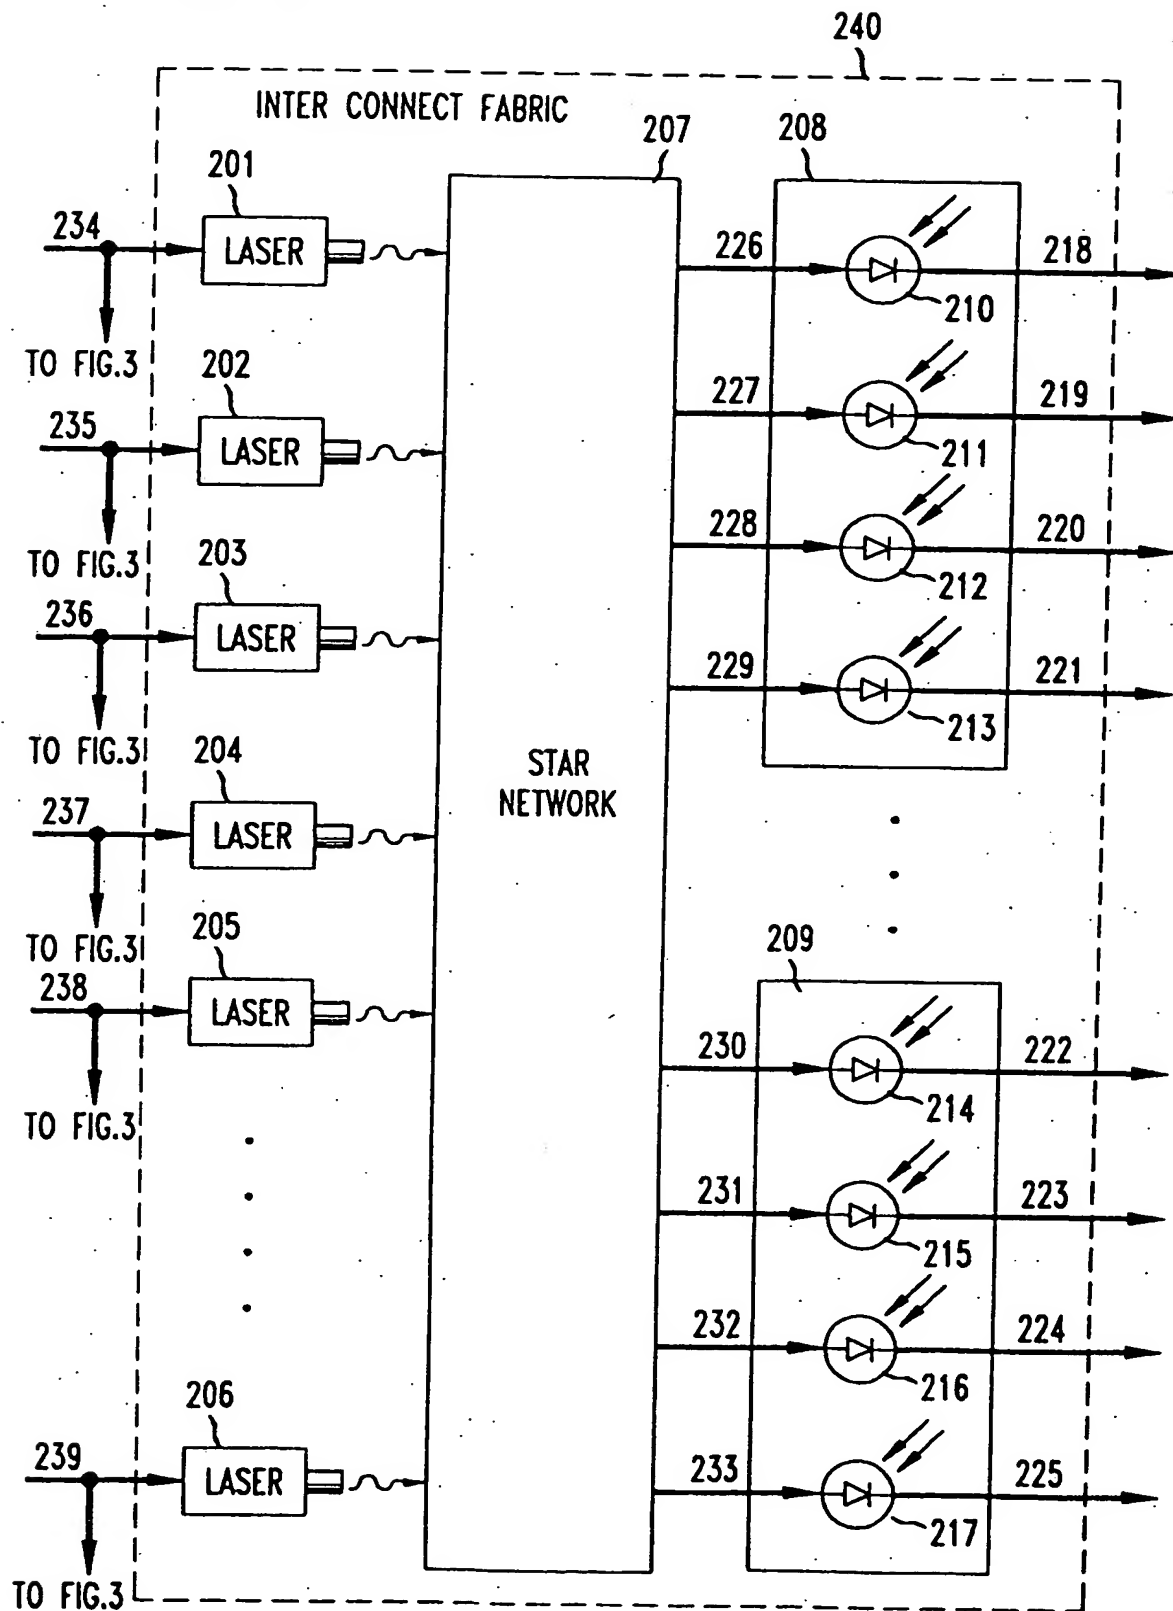 240
INTER CONNECT FABRIC
207
208
201
234
LASER
226
218
210
TO FIG.3
202
227
219
235
LASER
211
228
220
TO FIG.3
203
212
236
LASER
229
221
213
TO FIG.3
204
STAR
NETWORK
237
LASER
TO FIG.3
205
209
238
LASER
230
222
214
TO FIG.3
231
223
215
232
224
216
206
239
LASER
233
225
217
TO FIG.3